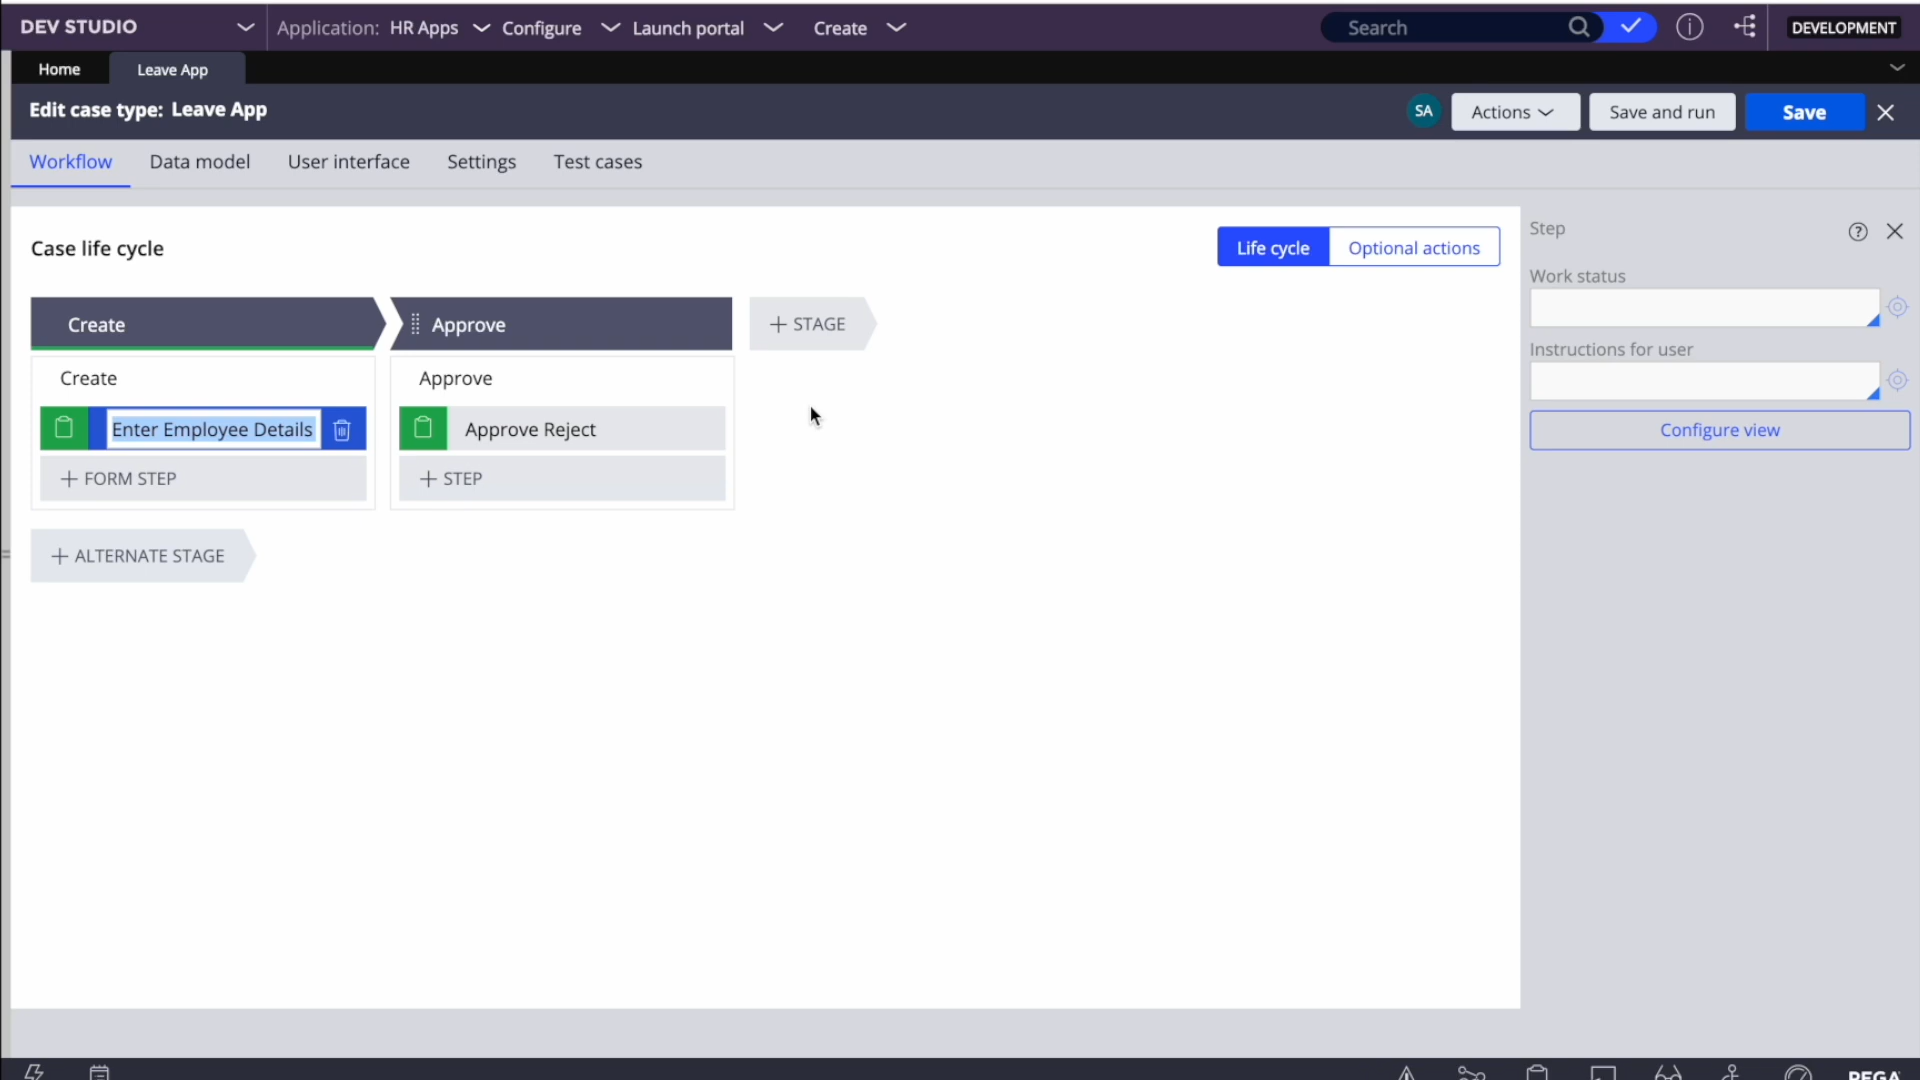 DEV STUDIO
Application: HR Apps
Configure
Launch portal
Create
Search
DEVELOPMENT
Home
Leave App
Edit case type: Leave App
SA
Actions
Save and run
Save
Workflow
Data model
User interface
Settings
Test cases
Case life cycle
Life cycle
Optional actions
Step
Work status
Instructions for user
Configure view
Create
Approve
+ STAGE
Create
Approve
Enter Employee Details
Approve Reject
+ FORM STEP
+ STEP
+ ALTERNATE STAGE
PEGA